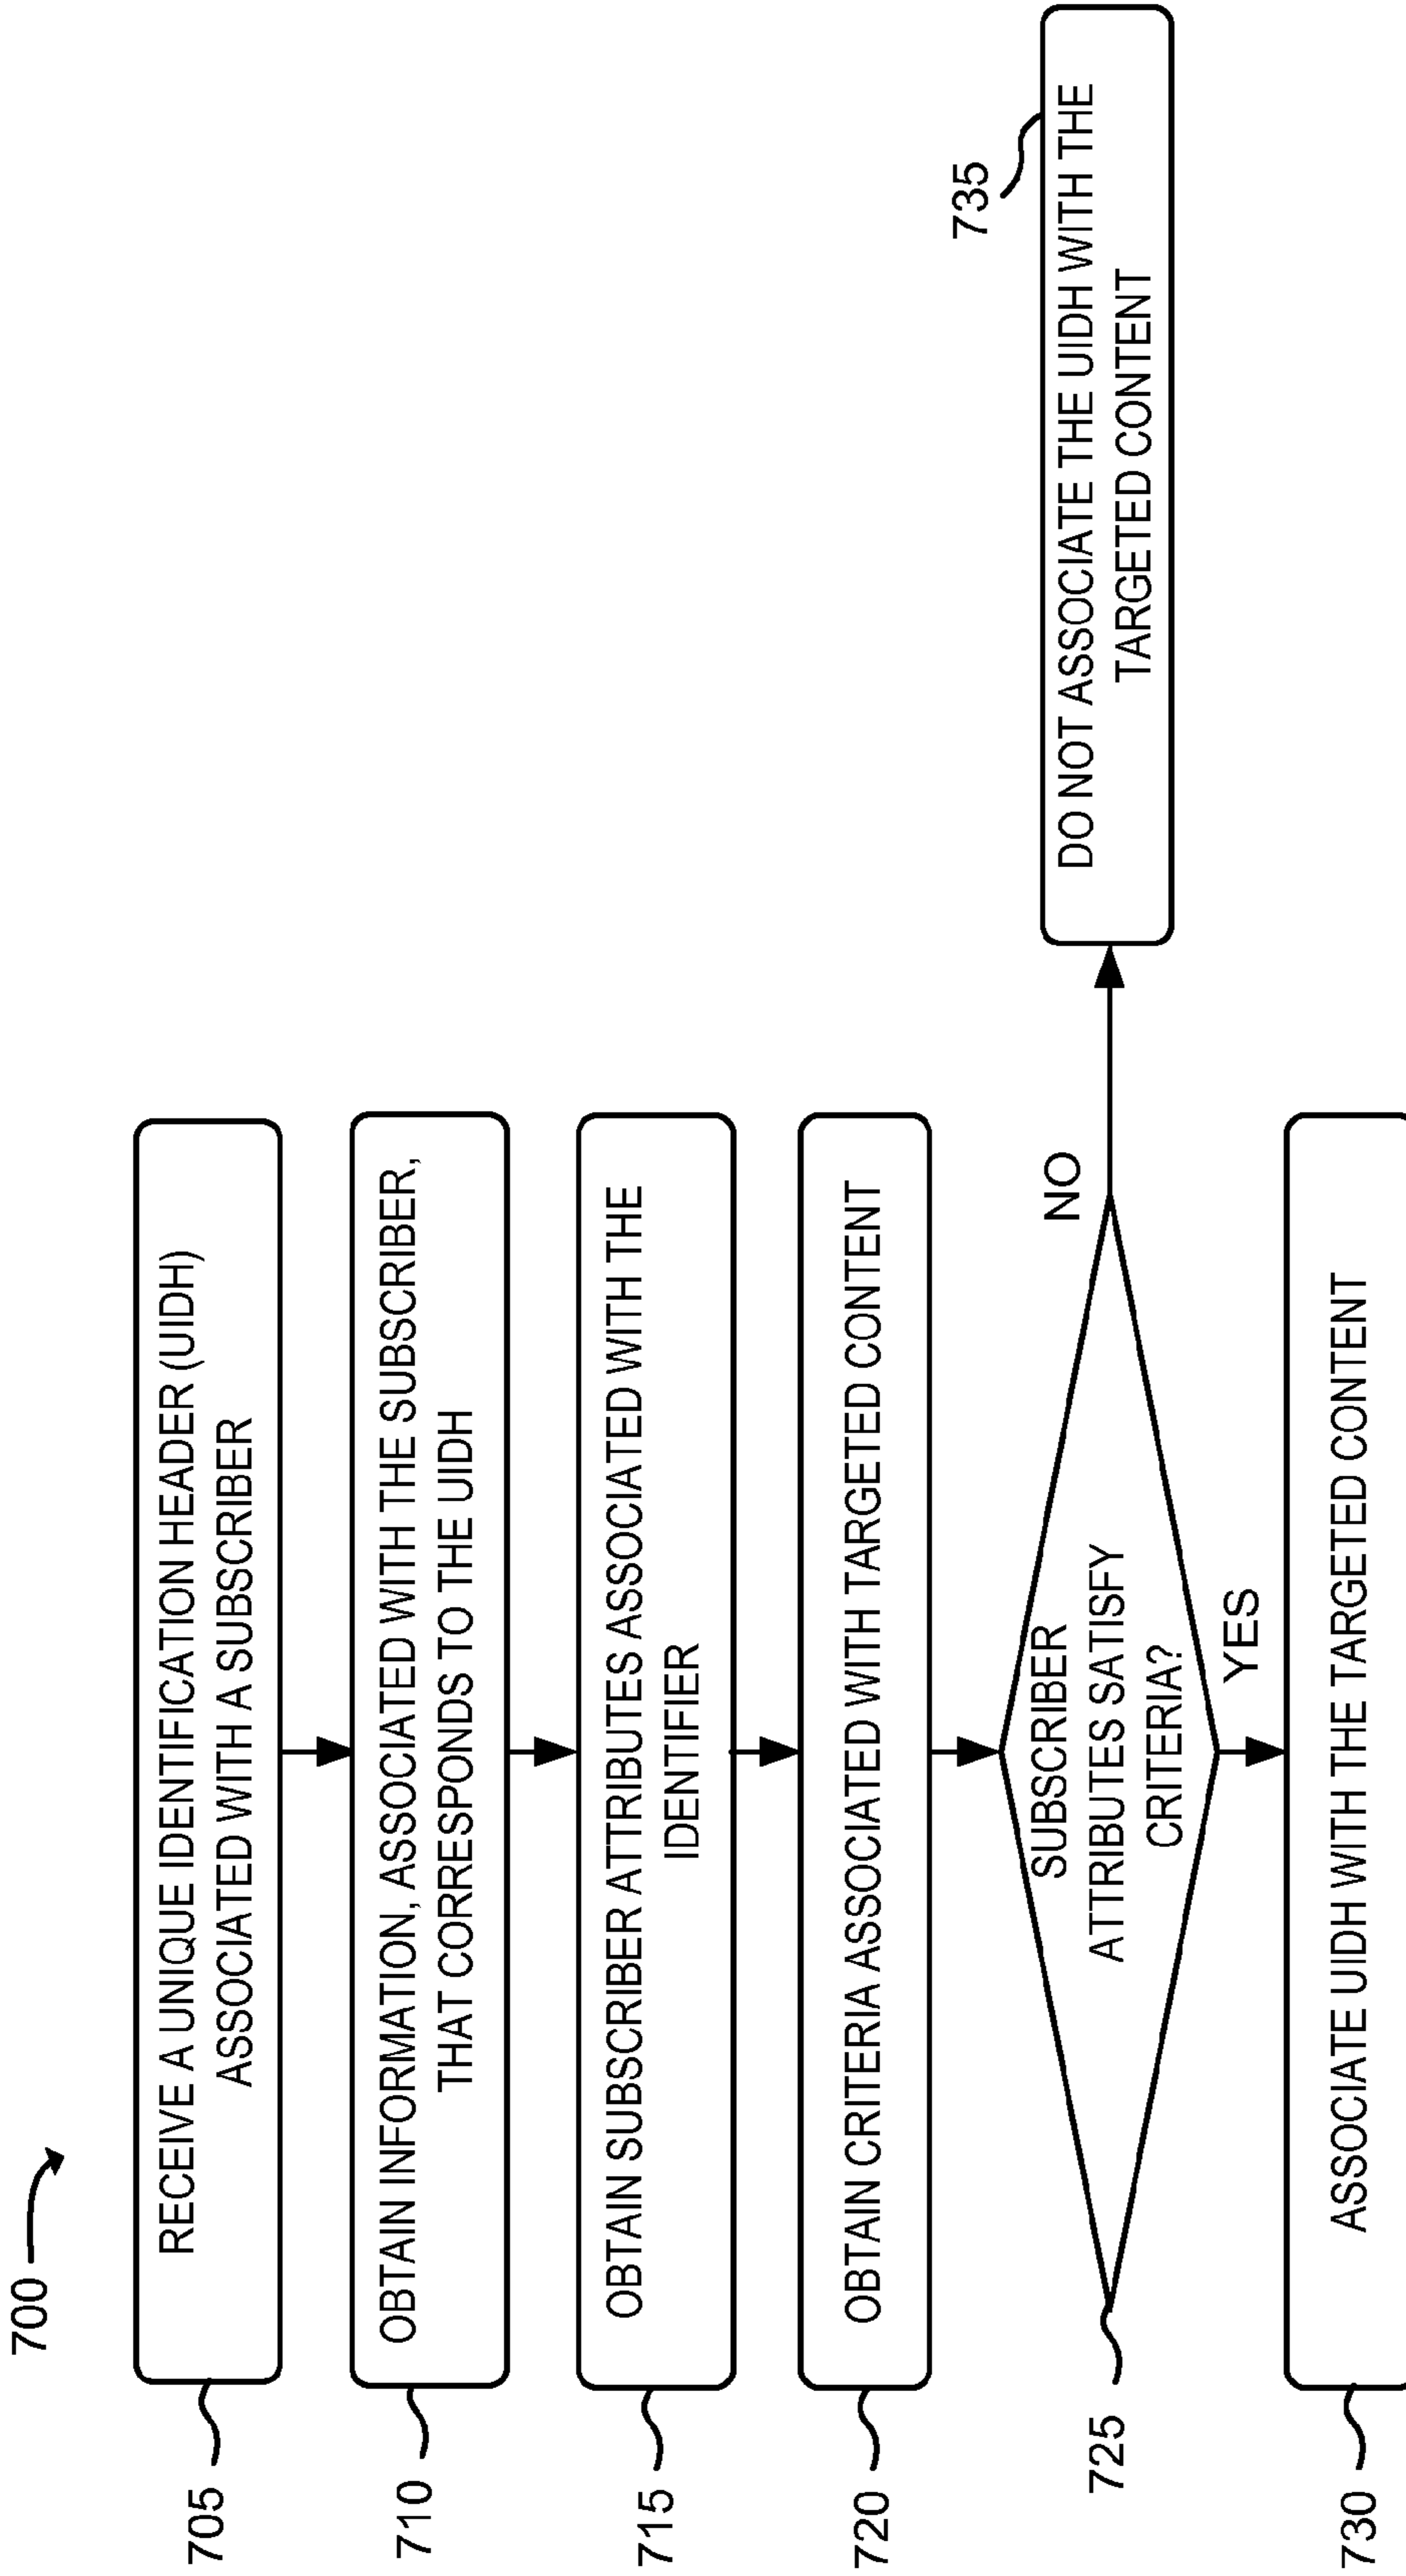 700
705
RECEIVE A UNIQUE IDENTIFICATION HEADER (UIDH)
ASSOCIATED WITH A SUBSCRIBER
710
OBTAIN INFORMATION, ASSOCIATED WITH THE SUBSCRIBER,
THAT CORRESPONDS TO THE UIDH
715
OBTAIN SUBSCRIBER ATTRIBUTES ASSOCIATED WITH THE
IDENTIFIER
720
OBTAIN CRITERIA ASSOCIATED WITH TARGETED CONTENT
725
SUBSCRIBER
ATTRIBUTES SATISFY
CRITERIA?
NO
735
DO NOT ASSOCIATE THE UIDH WITH THE
TARGETED CONTENT
YES
730
ASSOCIATE UIDH WITH THE TARGETED CONTENT